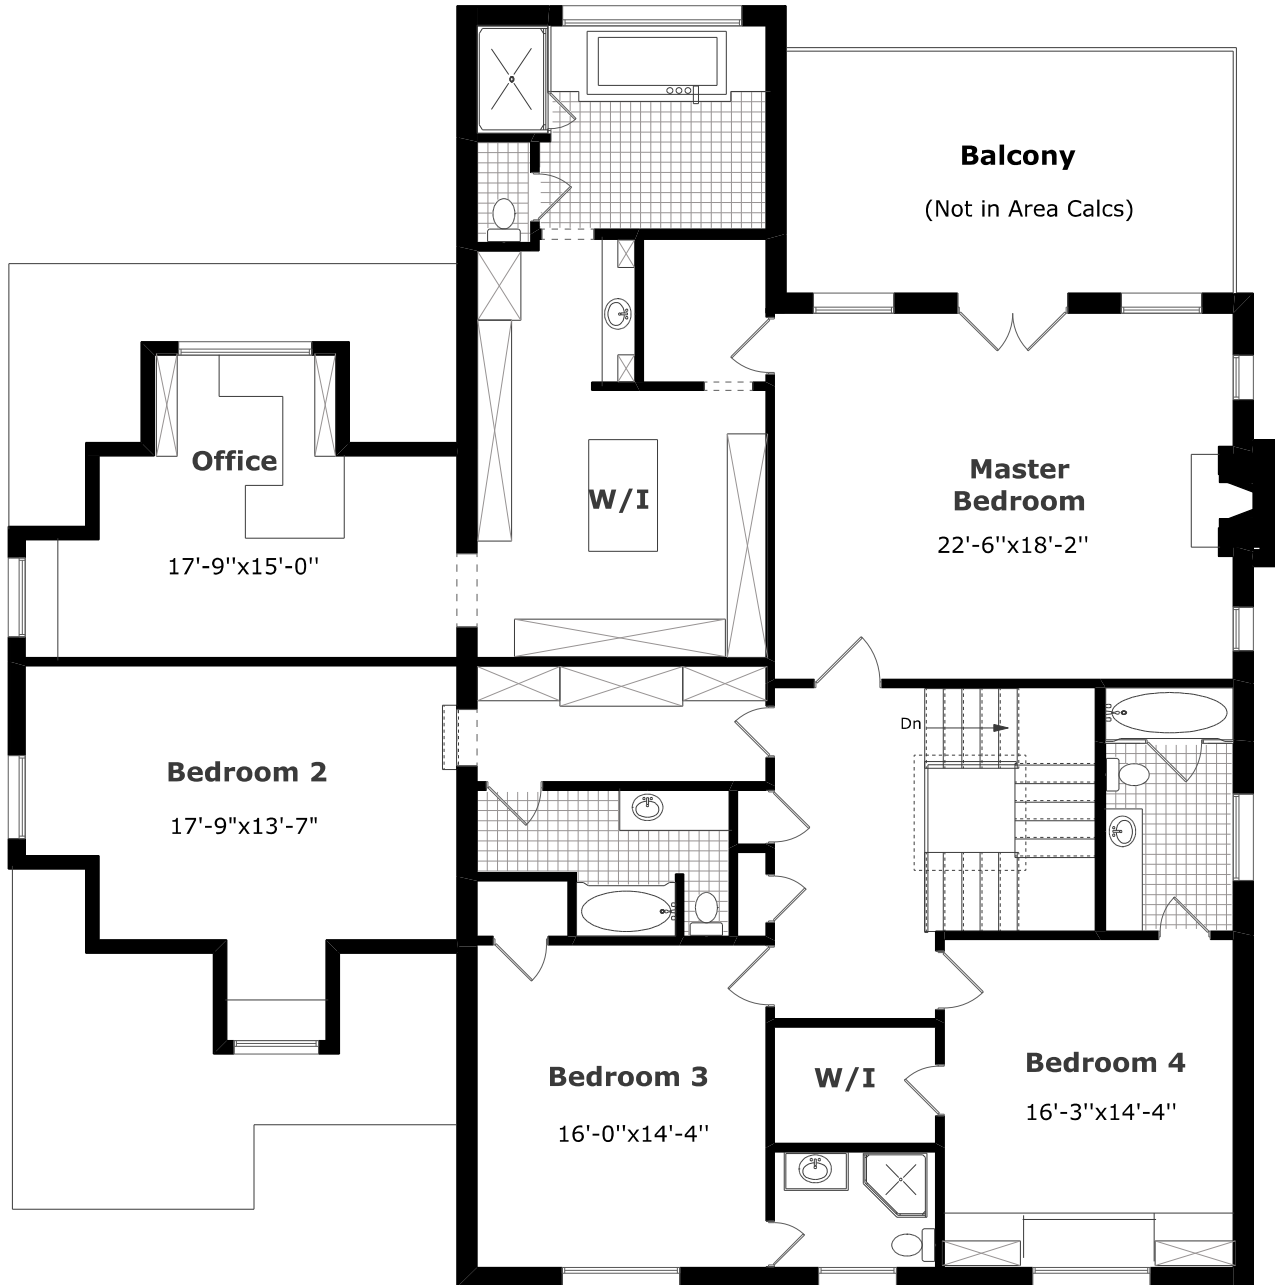 Balcony
(Not in Area Calcs)
Office
17'-9''x15'-0''
W/I
Master
Bedroom
22'-6''x18'-2''
Dn
Bedroom 2
17'-9"x13'-7"
Bedroom 3
16'-0''x14'-4''
W/I
Bedroom 4
16'-3''x14'-4''